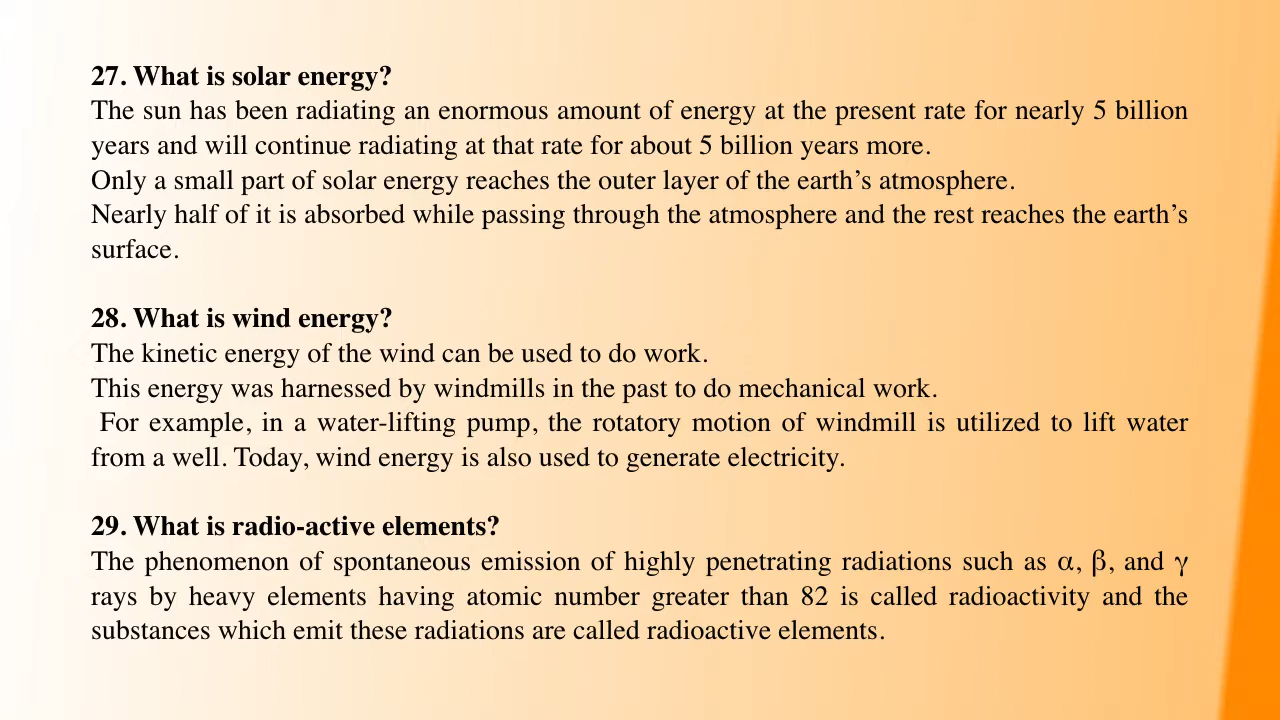 27. What is solar energy?
The sun has been radiating an enormous amount of energy at the present rate for nearly 5 billion
years and will continue radiating at that rate for about 5 billion years more.
Only a small part of solar energy reaches the outer layer of the earth’s atmosphere.
Nearly half of it is absorbed while passing through the atmosphere and the rest reaches the earth’s
surface.
28. What is wind energy?
The kinetic energy of the wind can be used to do work.
This energy was harnessed by windmills in the past to do mechanical work.
For example, in a water-lifting pump, the rotatory motion of windmill is utilized to lift water
from a well. Today, wind energy is also used to generate electricity.
29. What is radio-active elements?
The phenomenon of spontaneous emission of highly penetrating radiations such as α, β, and γ
rays by heavy elements having atomic number greater than 82 is called radioactivity and the
substances which emit these radiations are called radioactive elements.